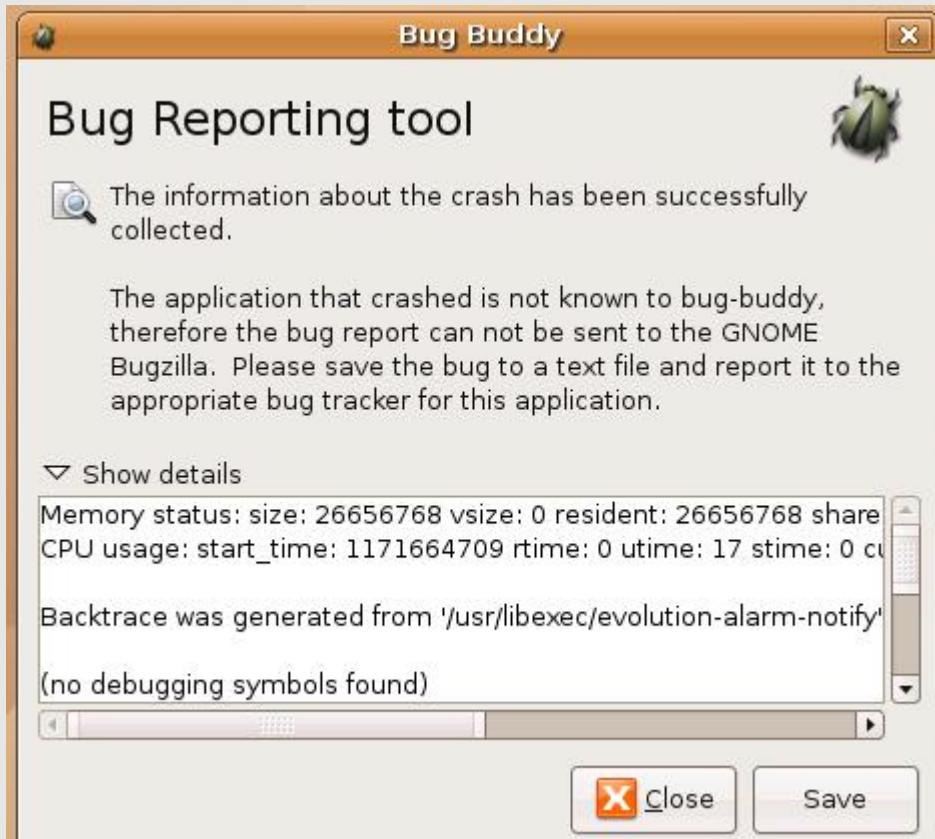 Bug Buddy
Bug Reporting tool
The information about the crash has been successfully
collected.
The application that crashed is not known to bug-buddy,
therefore the bug report can not be sent to the GNOME
Bugzilla.  Please save the bug to a text file and report it to the
appropriate bug tracker for this application.
Show details
Memory status: size: 26656768 vsize: 0 resident: 26656768 share
CPU usage: start_time: 1171664709 rtime: 0 utime: 17 stime: 0
Backtrace was generated from '/usr/libexec/evolution-alarm-notify'
(no debugging symbols found)
Close
Save